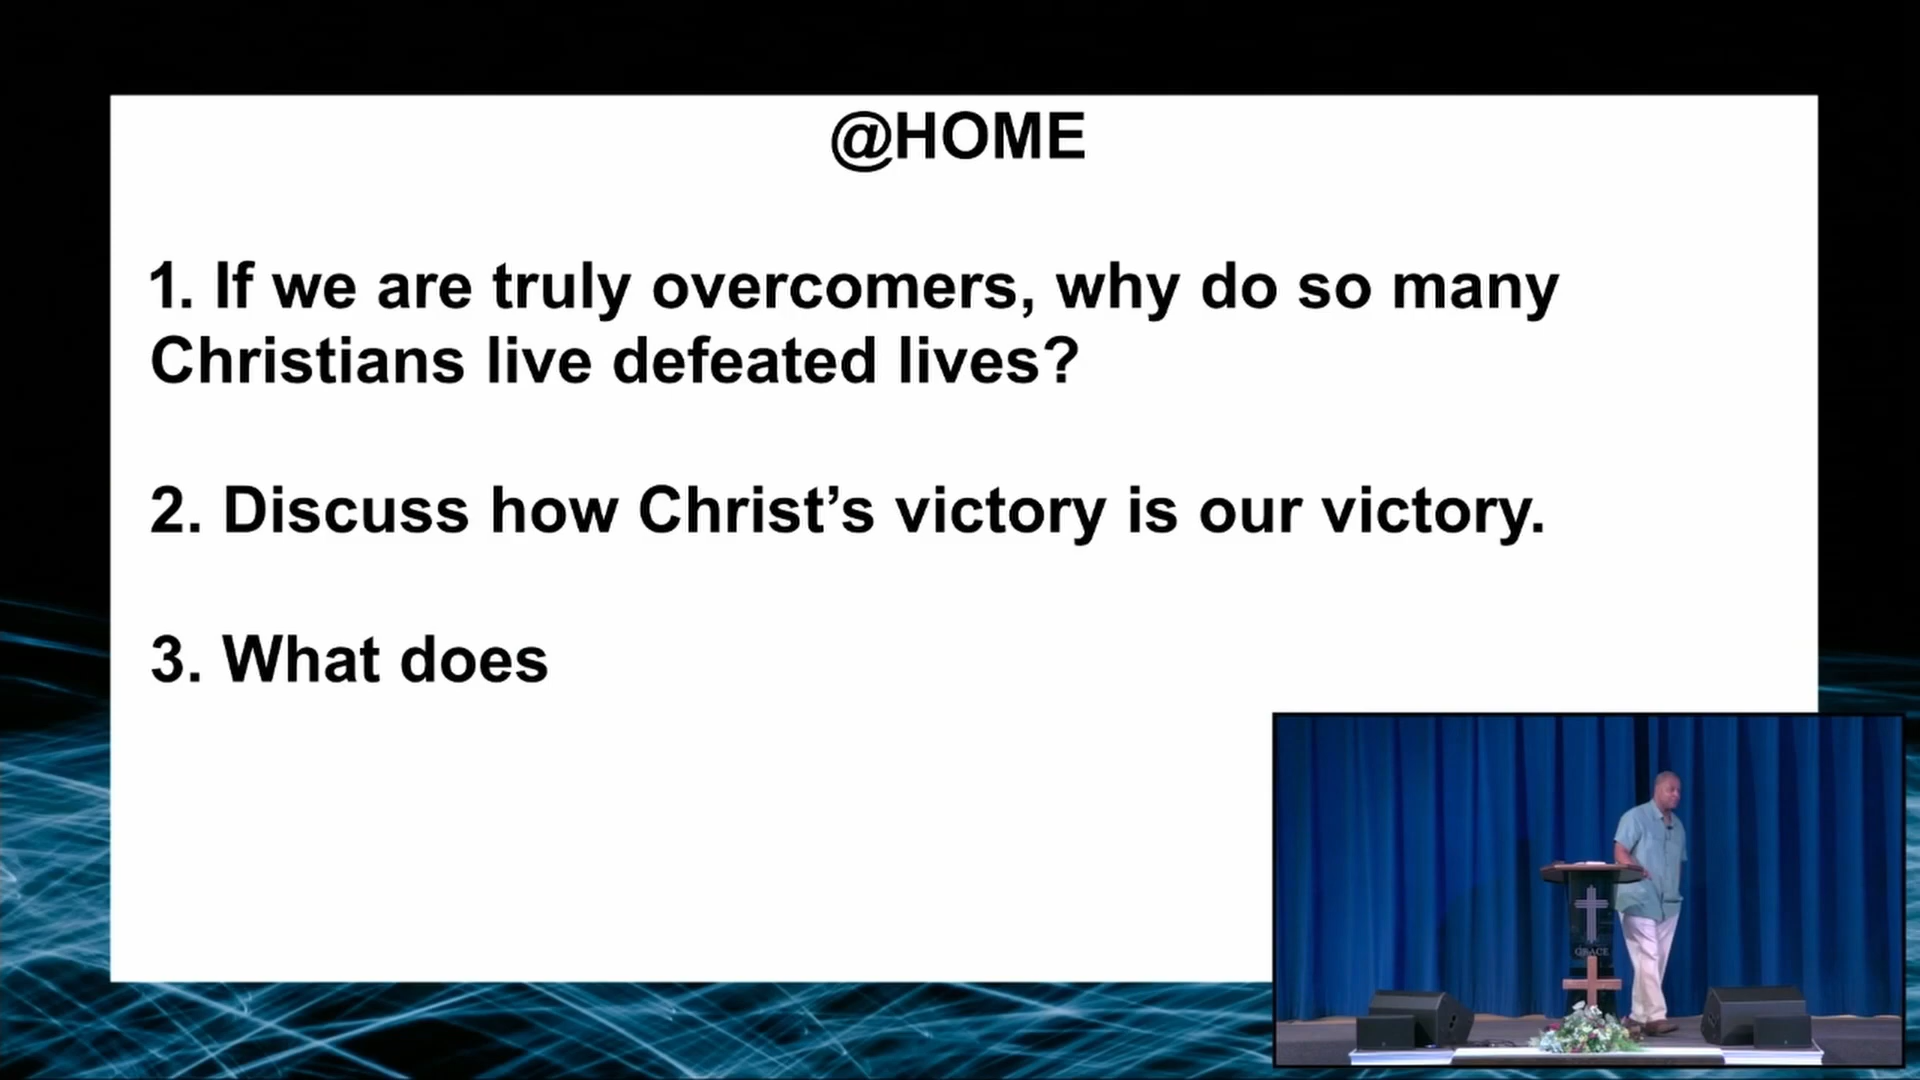 @HOME
1. If we are truly overcomers, why do so many
Christians live defeated lives?
2. Discuss how Christ’s victory is our victory.
3. What does
GRACE